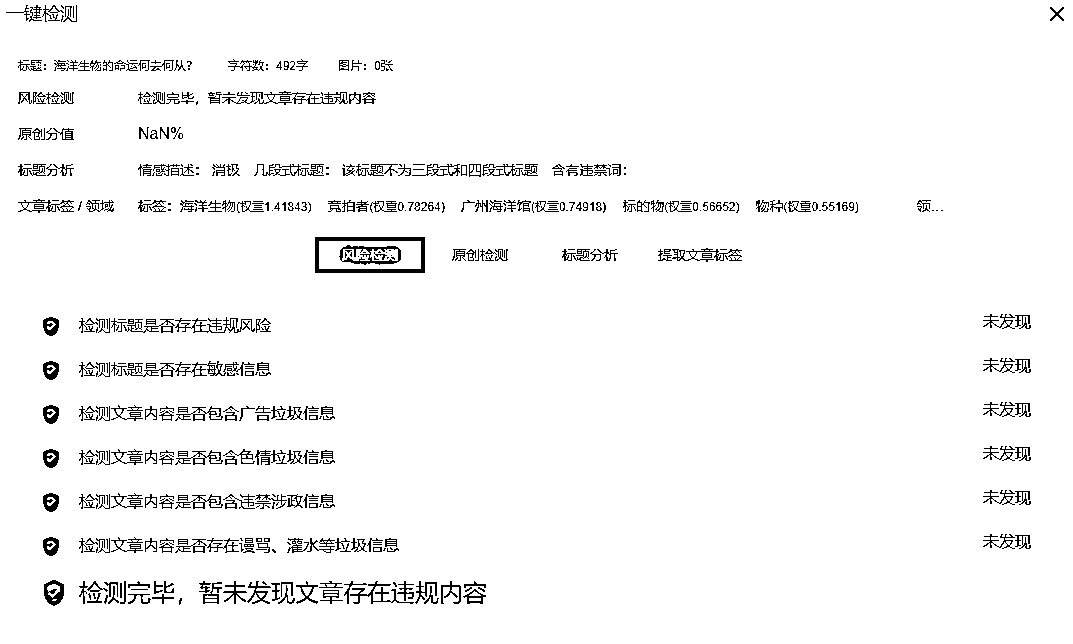 一键检测
标题：海洋生物的命运何去何从？ 字符数：492字 图片：0张
风险检测 检测完毕，暂未发现文章存在违规内容
原创分值 NaN%
标题分析 情感描述： 消极 几段式标题： 该标题不为三段式和四段式标题 含有违禁词：
文章标签 / 领域 标签：海洋生物(权重1.41843) 竞拍者(权重0.78264) 广州海洋馆(权重0.74918) 标的物(权重0.56652) 物种(权重0.55169) 领...
风险检测 原创检测 标题分析 提取文章标签
检测标题是否存在违规风险 未发现
检测标题是否存在敏感信息 未发现
检测文章内容是否包含广告垃圾信息 未发现
检测文章内容是否包含色情垃圾信息 未发现
检测文章内容是否包含违禁涉政信息 未发现
检测文章内容是否存在谩骂、灌水等垃圾信息 未发现
检测完毕，暂未发现文章存在违规内容